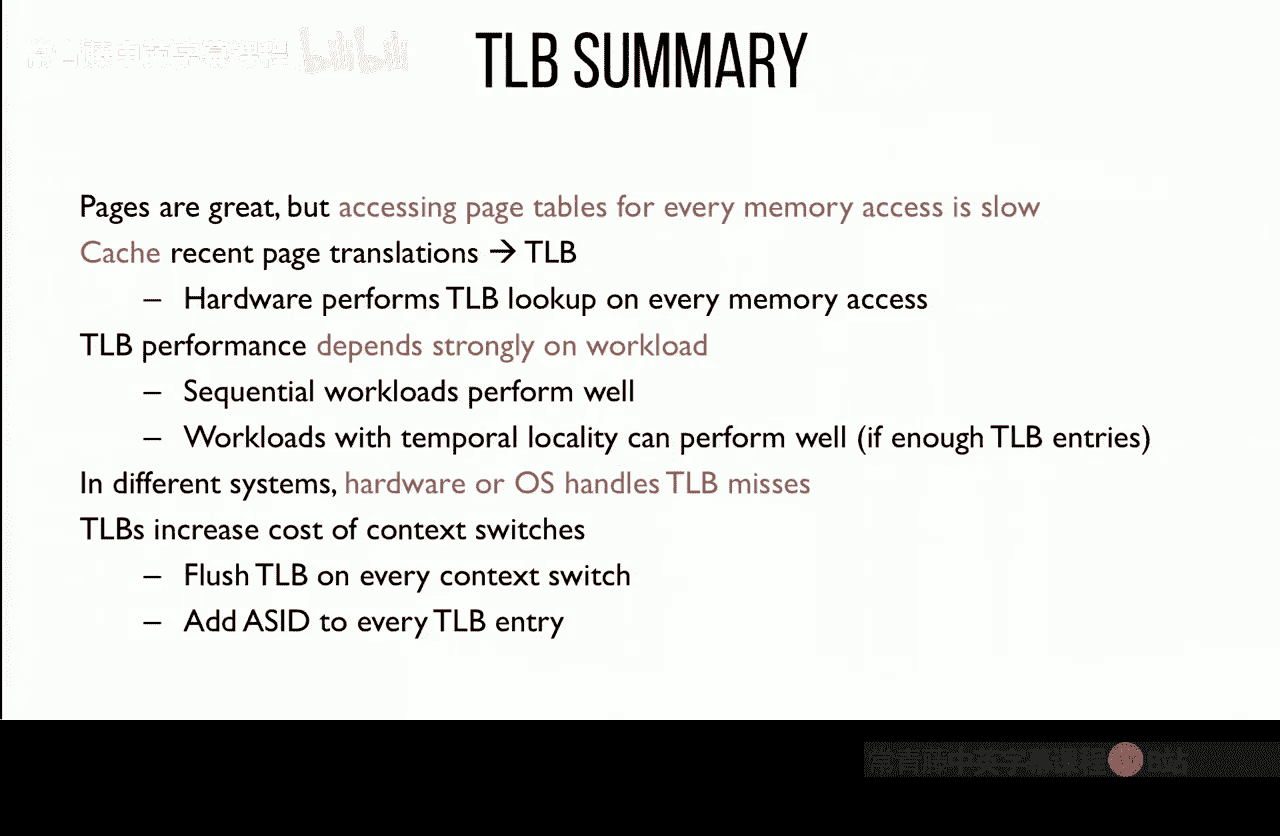 TLB SUMMARY
Pages are great, but accessing page tables for every memory access is slow
Cache recent page translations → TLB
– Hardware performs TLB lookup on every memory access
TLB performance depends strongly on workload
– Sequential workloads perform well
– Workloads with temporal locality can perform well (if enough TLB entries)
In different systems, hardware or OS handles TLB misses
TLBs increase cost of context switches
– Flush TLB on every context switch
– Add ASID to every TLB entry